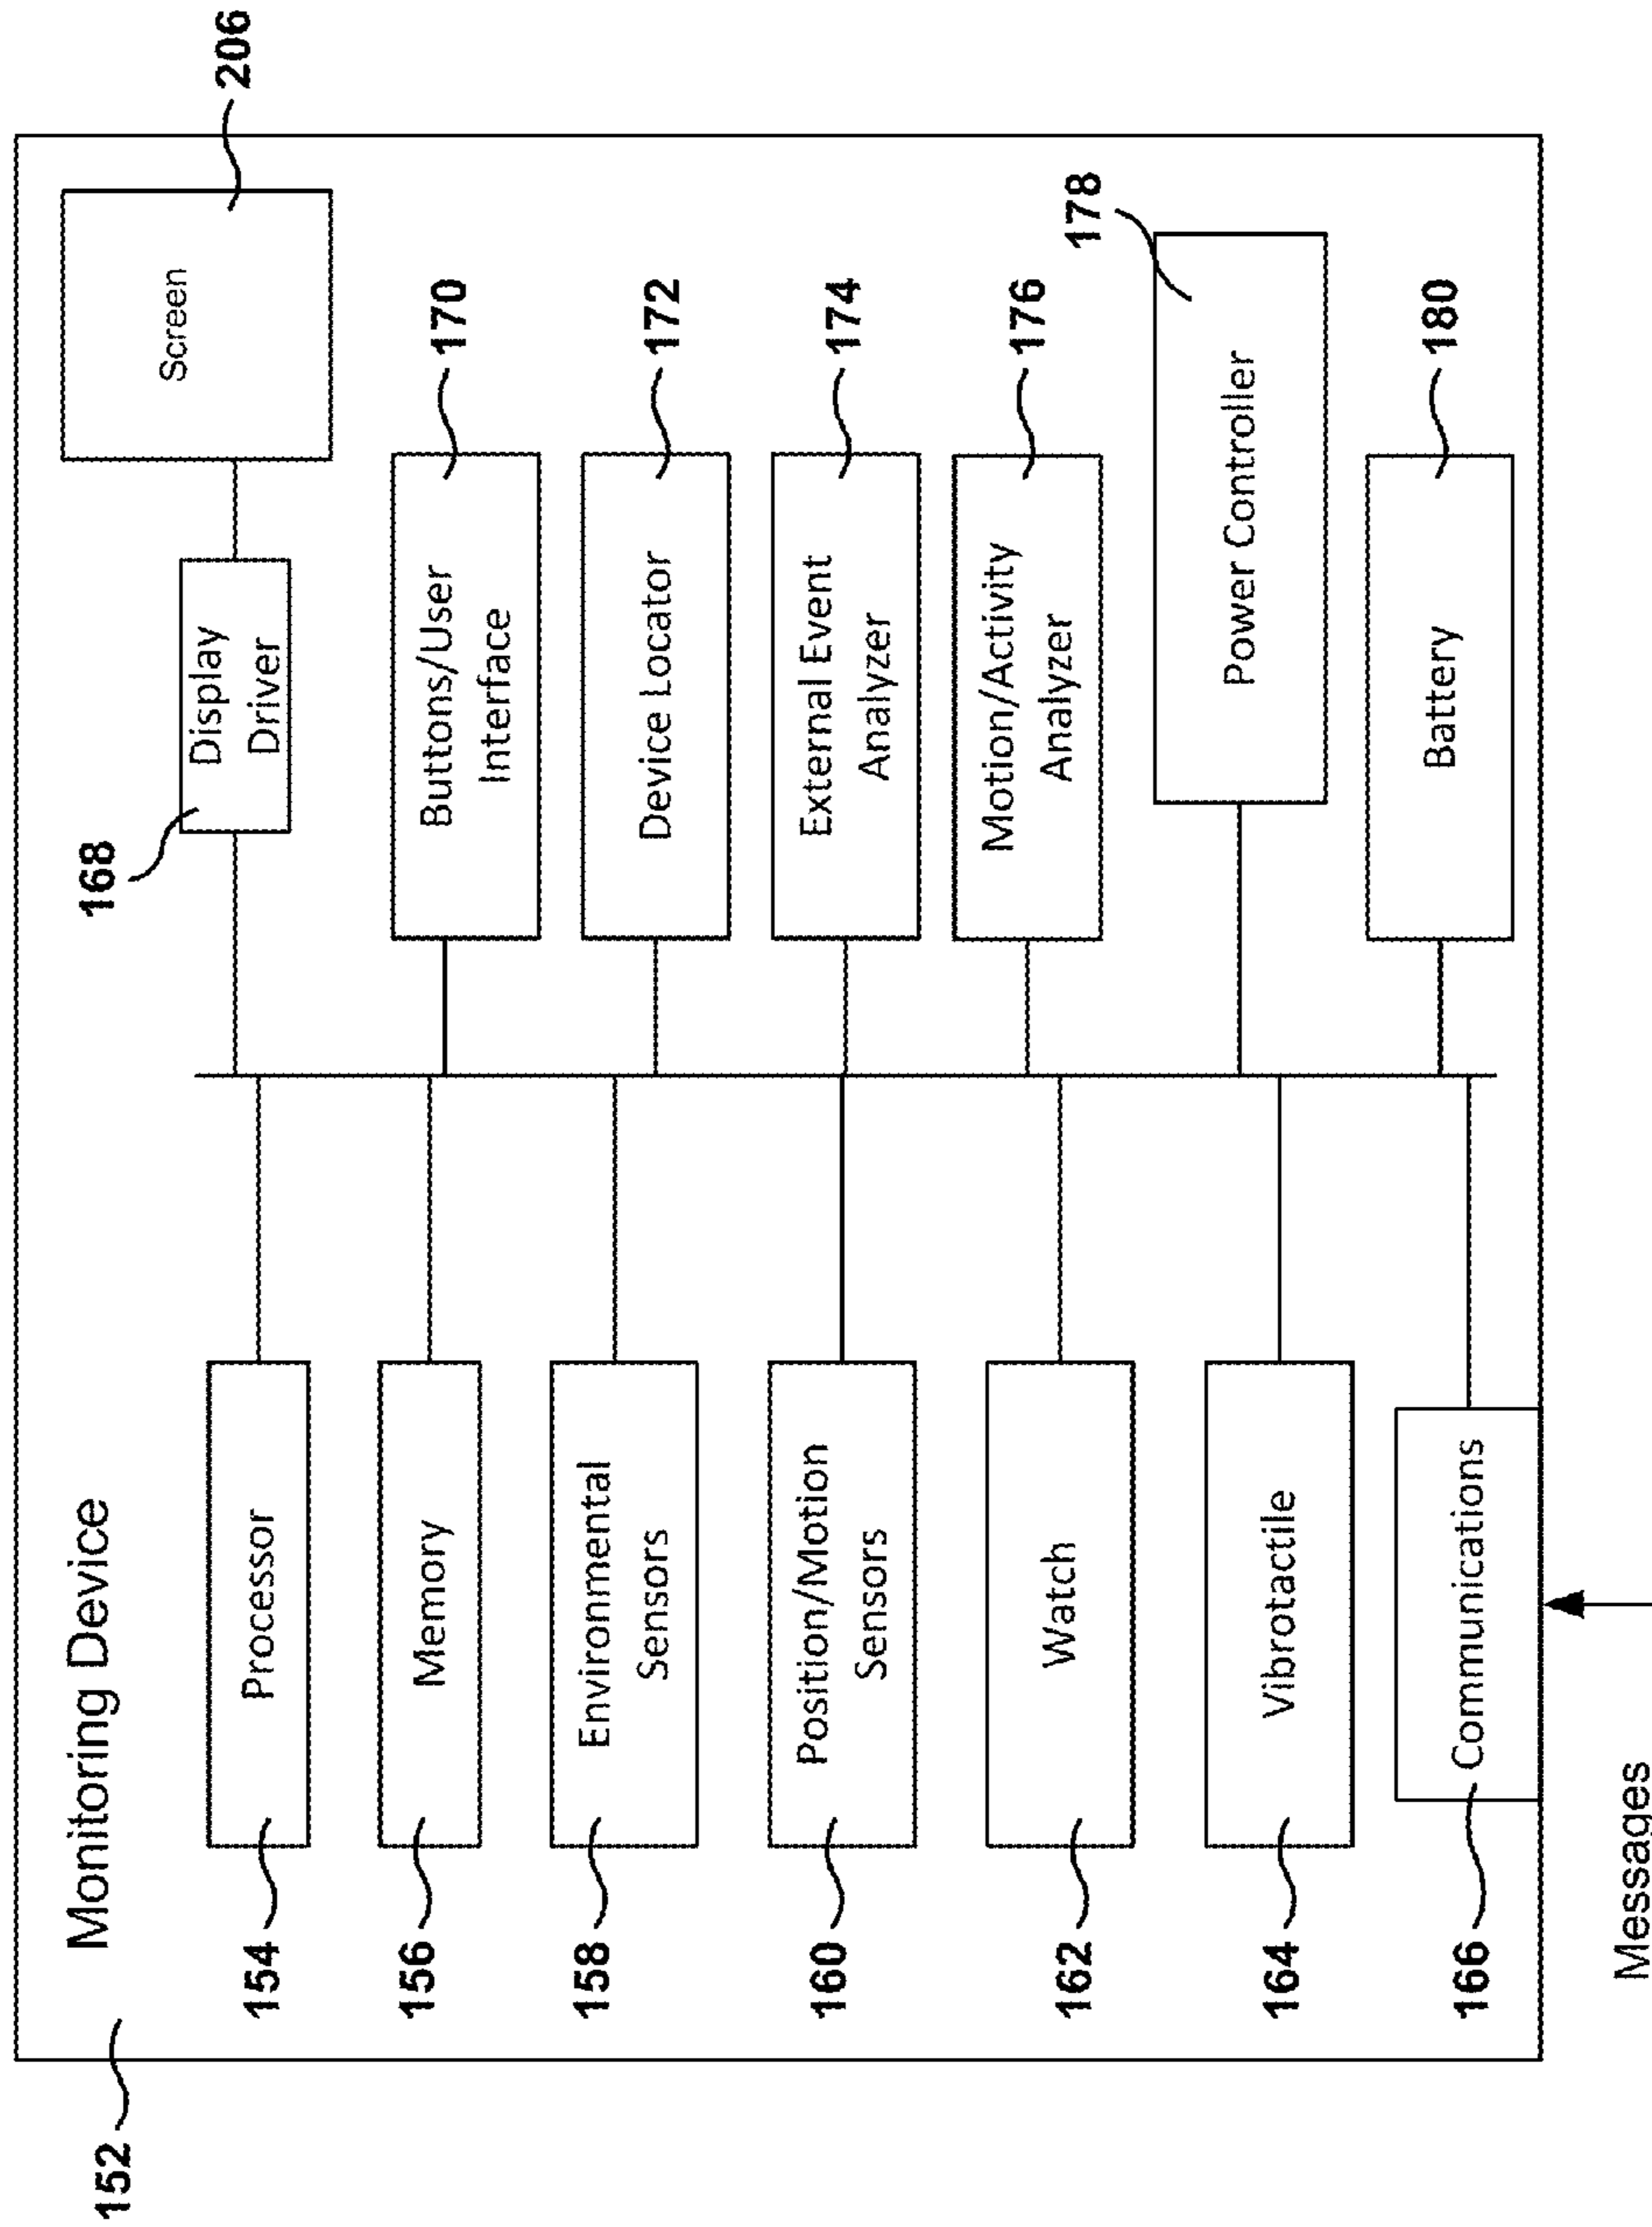 152
Monitoring Device
154
Processor
156
Memory
158
Environmental
Sensors
160
Position/Motion
Sensors
162
Watch
164
Vibrotactile
166
Communications
Messages
168
Display
Driver
Screen
206
Buttons/User
Interface
170
Device Locator
172
External Event
Analyzer
174
Motion/Activity
Analyzer
176
Power Controller
178
Battery
180